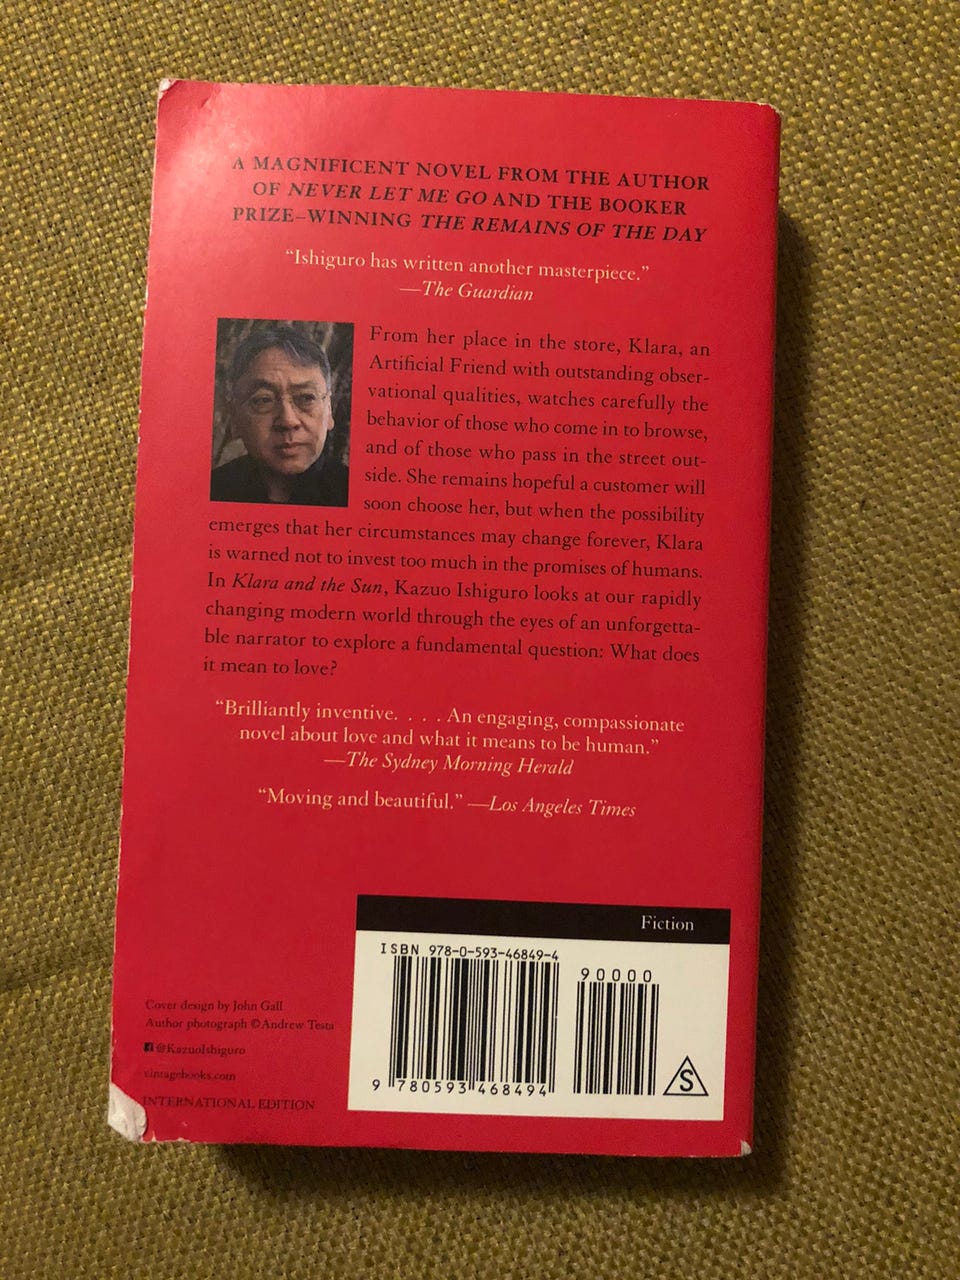 A MAGNIFICENT NOVEL FROM THE AUTHOR
OF NEVER LET ME GO AND THE BOOKER
PRIZE–WINNING THE REMAINS OF THE DAY
“Ishiguro has written another masterpiece.”
—The Guardian
From her place in the store, Klara, an
Artificial Friend with outstanding obser-
vational qualities, watches carefully the
behavior of those who come in to browse,
and of those who pass in the street out-
side. She remains hopeful a customer will
soon choose her, but when the possibility
emerges that her circumstances may change forever, Klara
is warned not to invest too much in the promises of humans.
In Klara and the Sun, Kazuo Ishiguro looks at our rapidly
changing modern world through the eyes of an unforgetta-
ble narrator to explore a fundamental question: What does
it mean to love?
“Brilliantly inventive. . . . An engaging, compassionate
novel about love and what it means to be human.”
—The Sydney Morning Herald
“Moving and beautiful.” —Los Angeles Times
Fiction
ISBN 978-0-593-46849-4
90000
9 780593 468494
S
Cover design by John Gall
Author photograph © Andrew Testa
f @KazuoIshiguro
vintagebooks.com
INTERNATIONAL EDITION